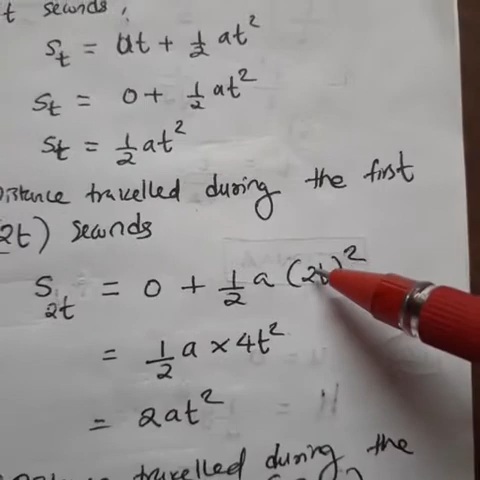 t seconds,
St = ut + 1/2 at²
St = 0 + 1/2 at²
St = 1/2 at²
Distance travelled during the first
(2t) seconds
S2t = 0 + 1/2 a (2t)²
= 1/2 a × 4t²
= 2at²
travelled during the